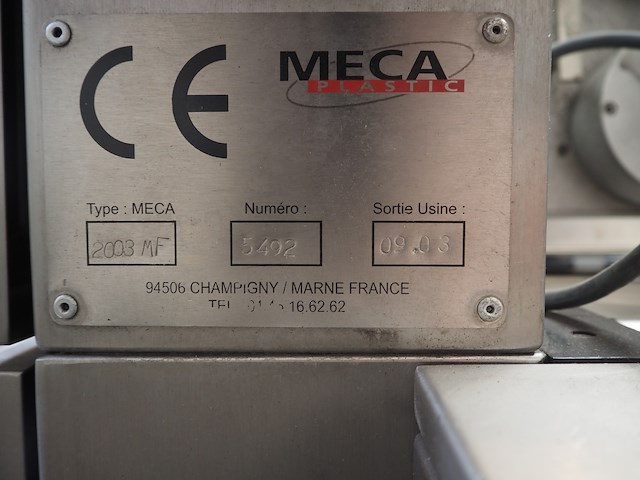 CE
MECA
PLASTIC
Type : MECA Numéro : Sortie Usine :
2003 MF 5402 09.03
94506 CHAMPIGNY / MARNE FRANCE
TEL 16.62.62